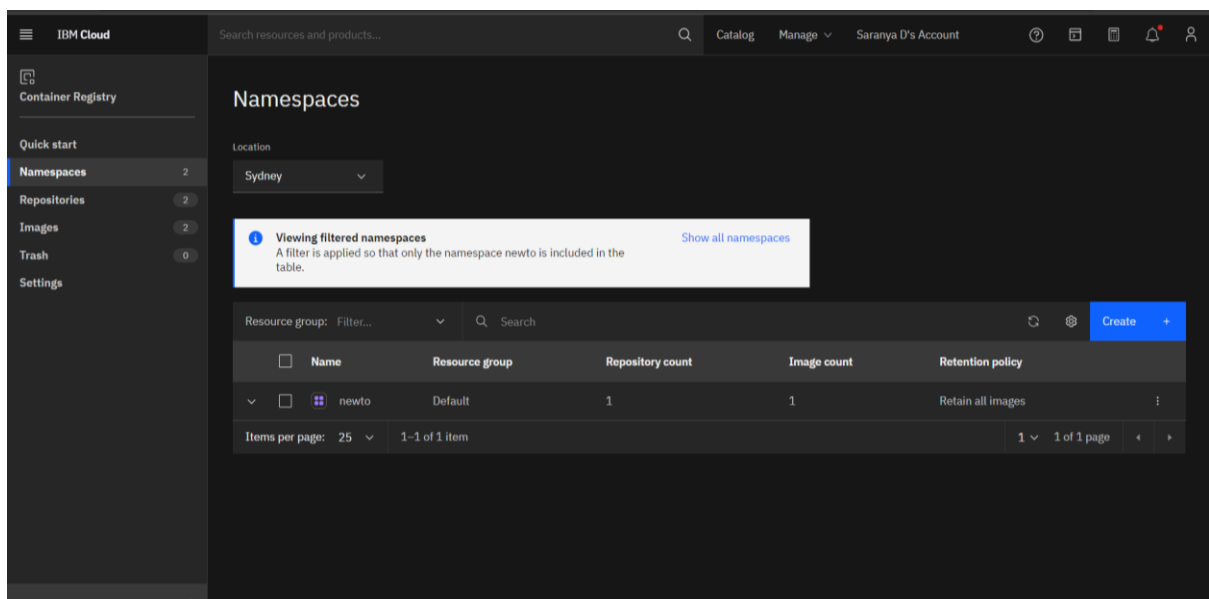 IBM Cloud
Search resources and products...
Catalog
Manage
Saranya D's Account
Container Registry
Quick start
Namespaces 2
Repositories 2
Images 2
Trash 0
Settings
Namespaces
Location
Sydney
Viewing filtered namespaces
A filter is applied so that only the namespace newto is included in the
table.
Show all namespaces
Resource group: Filter...
Search
Create +
Name Resource group Repository count Image count Retention policy
newto Default 1 1 Retain all images
Items per page: 25 1–1 of 1 item 1 1 of 1 page